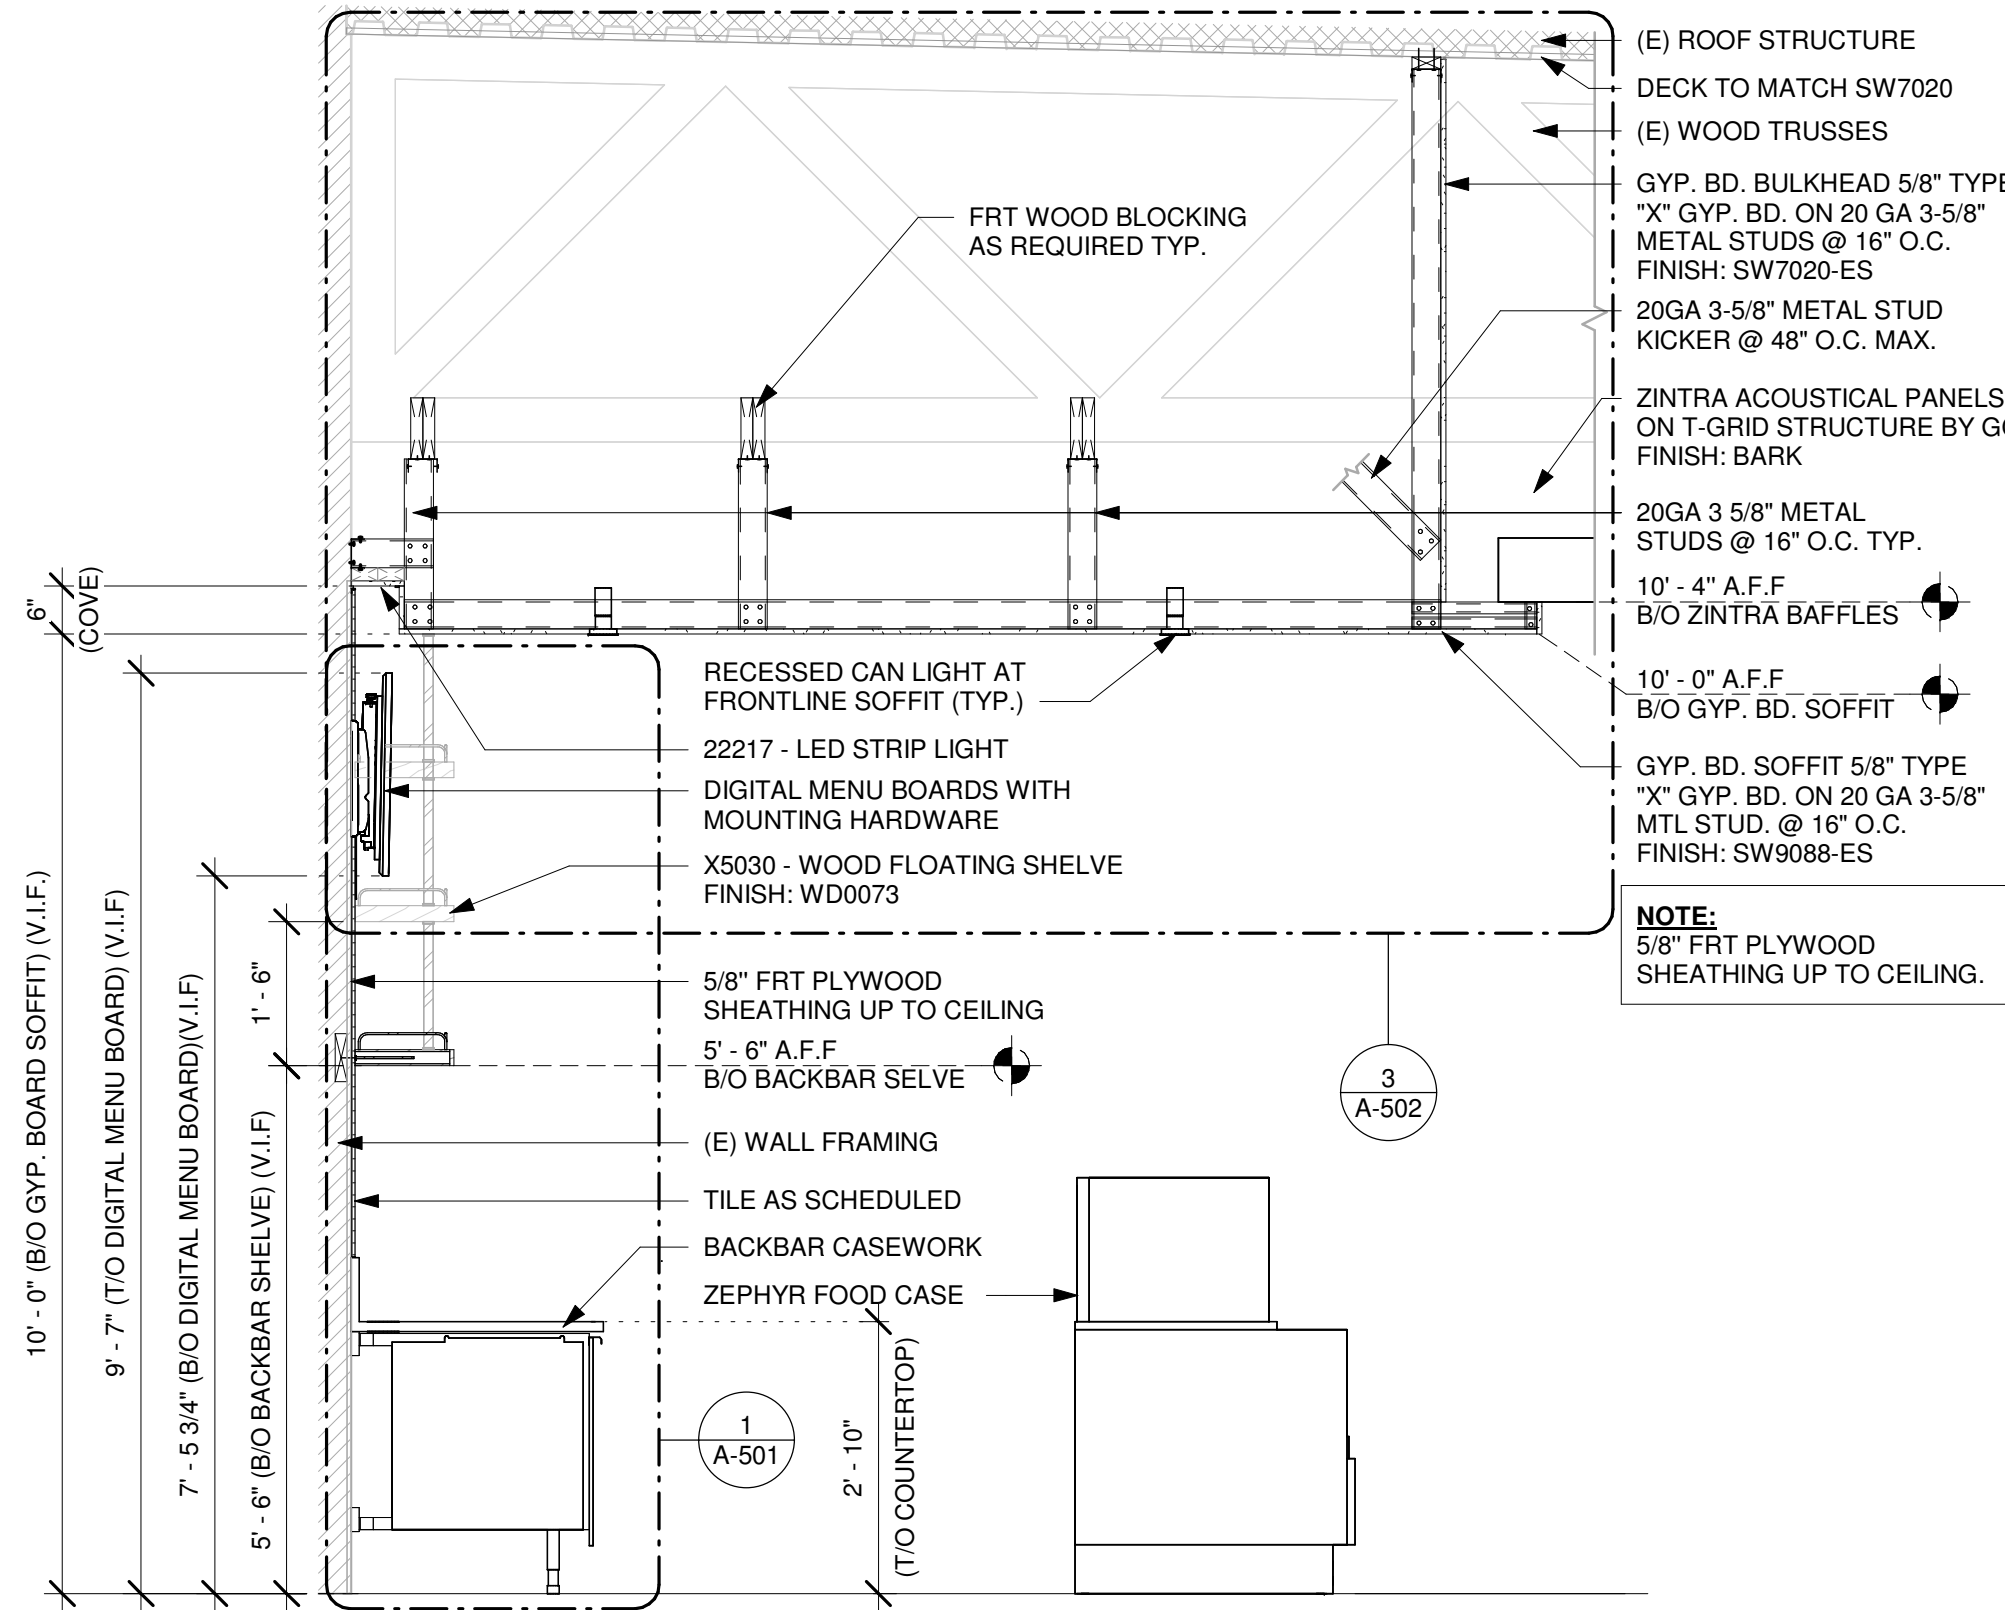 (E) ROOF STRUCTURE
DECK TO MATCH SW7020
(E) WOOD TRUSSES
GYP. BD. BULKHEAD 5/8" TYPE
"X" GYP. BD. ON 20 GA 3-5/8"
METAL STUDS @ 16" O.C.
FINISH: SW7020-ES
FRT WOOD BLOCKING
AS REQUIRED TYP.
20GA 3-5/8" METAL STUD
KICKER @ 48" O.C. MAX.
ZINTRA ACOUSTICAL PANELS
ON T-GRID STRUCTURE BY
FINISH: BARK
20GA 3 5/8" METAL
STUDS @ 16" O.C. TYP.
10' - 4" A.F.F
B/O ZINTRA BAFFLES
10' - 0" A.F.F
B/O GYP. BD. SOFFIT
GYP. BD. SOFFIT 5/8" TYPE
"X" GYP. BD. ON 20 GA 3-5/8"
MTL STUD. @ 16" O.C.
FINISH: SW9088-ES
NOTE:
5/8" FRT PLYWOOD
SHEATHING UP TO CEILING.
6"
(COVE)
RECESSED CAN LIGHT AT
FRONTLINE SOFFIT (TYP.)
22217 - LED STRIP LIGHT
DIGITAL MENU BOARDS WITH
MOUNTING HARDWARE
X5030 - WOOD FLOATING SHELVE
FINISH: WD0073
5/8" FRT PLYWOOD
SHEATHING UP TO CEILING
5' - 6" A.F.F
B/O BACKBAR SELVE
(E) WALL FRAMING
TILE AS SCHEDULED
BACKBAR CASEWORK
ZEPHYR FOOD CASE
10' - 0" (B/O GYP. BOARD SOFFIT) (V.I.F.)
9' - 7" (T/O DIGITAL MENU BOARD) (V.I.F)
7' - 5 3/4" (B/O DIGITAL MENU BOARD)(V.I.F)
1' - 6"
5' - 6" (B/O BACKBAR SHELVE) (V.I.F)
2' - 10"
(T/O COUNTERTOP)
1
A-501
3
A-502